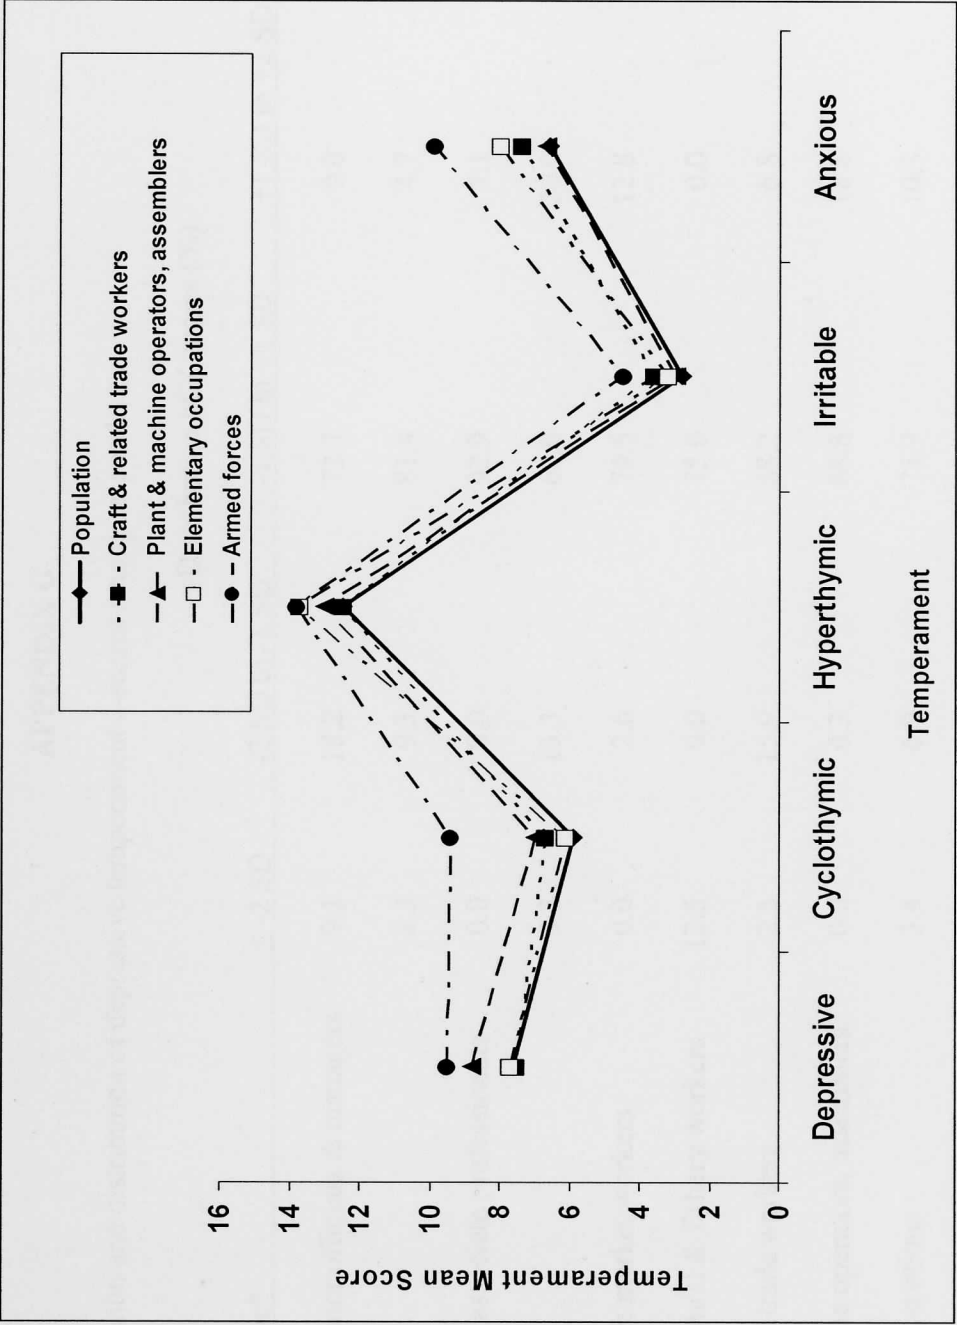 Population
Craft & related trade workers
Plant & machine operators, assemblers
Elementary occupations
Armed forces
16
14
12
10
8
6
4
2
0
Temperament Mean Score
Depressive
Cyclothymic
Hyperthymic
Irritable
Anxious
Temperament